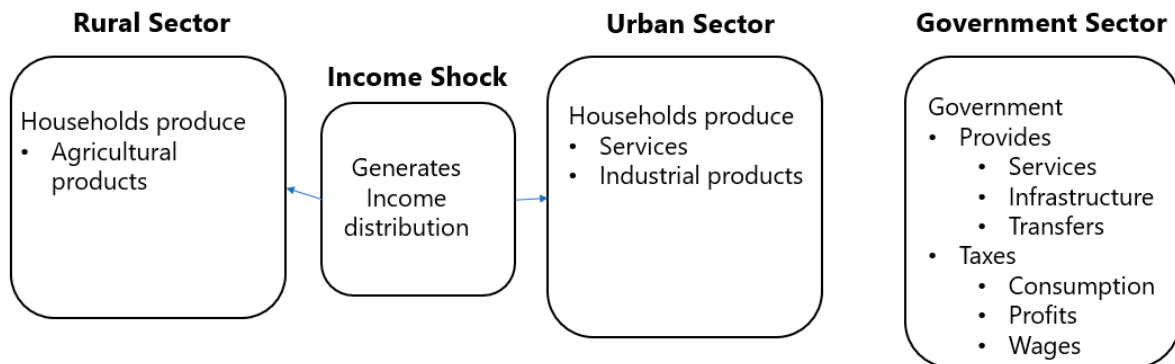 Rural Sector
Households produce
• Agricultural
products
Income Shock
Generates
Income
distribution
Urban Sector
Households produce
• Services
• Industrial products
Government Sector
Government
• Provides
• Services
• Infrastructure
• Transfers
• Taxes
• Consumption
• Profits
• Wages